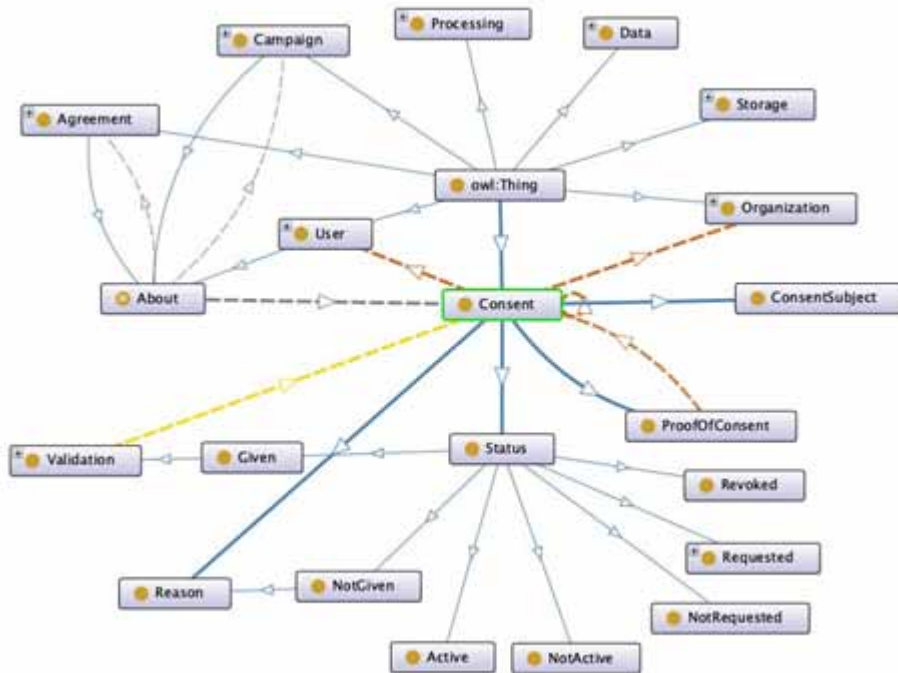 Processing
Data
Campaign
Storage
Agreement
owl:Thing
Organization
User
About
Consent
ConsentSubject
ProofOfConsent
Validation
Given
Status
Revoked
Requested
Reason
NotGiven
NotRequested
Active
NotActive